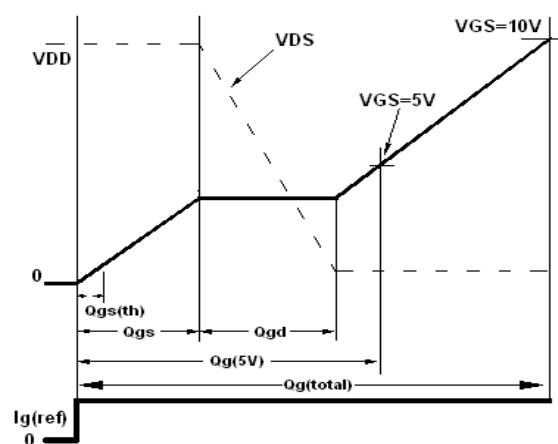 VGS=10V
VDD
VDS
VGS=5V
0
Qgs(th)
Qgs
Qgd
Qg(5V)
Qg(total)
Ig(ref)
0